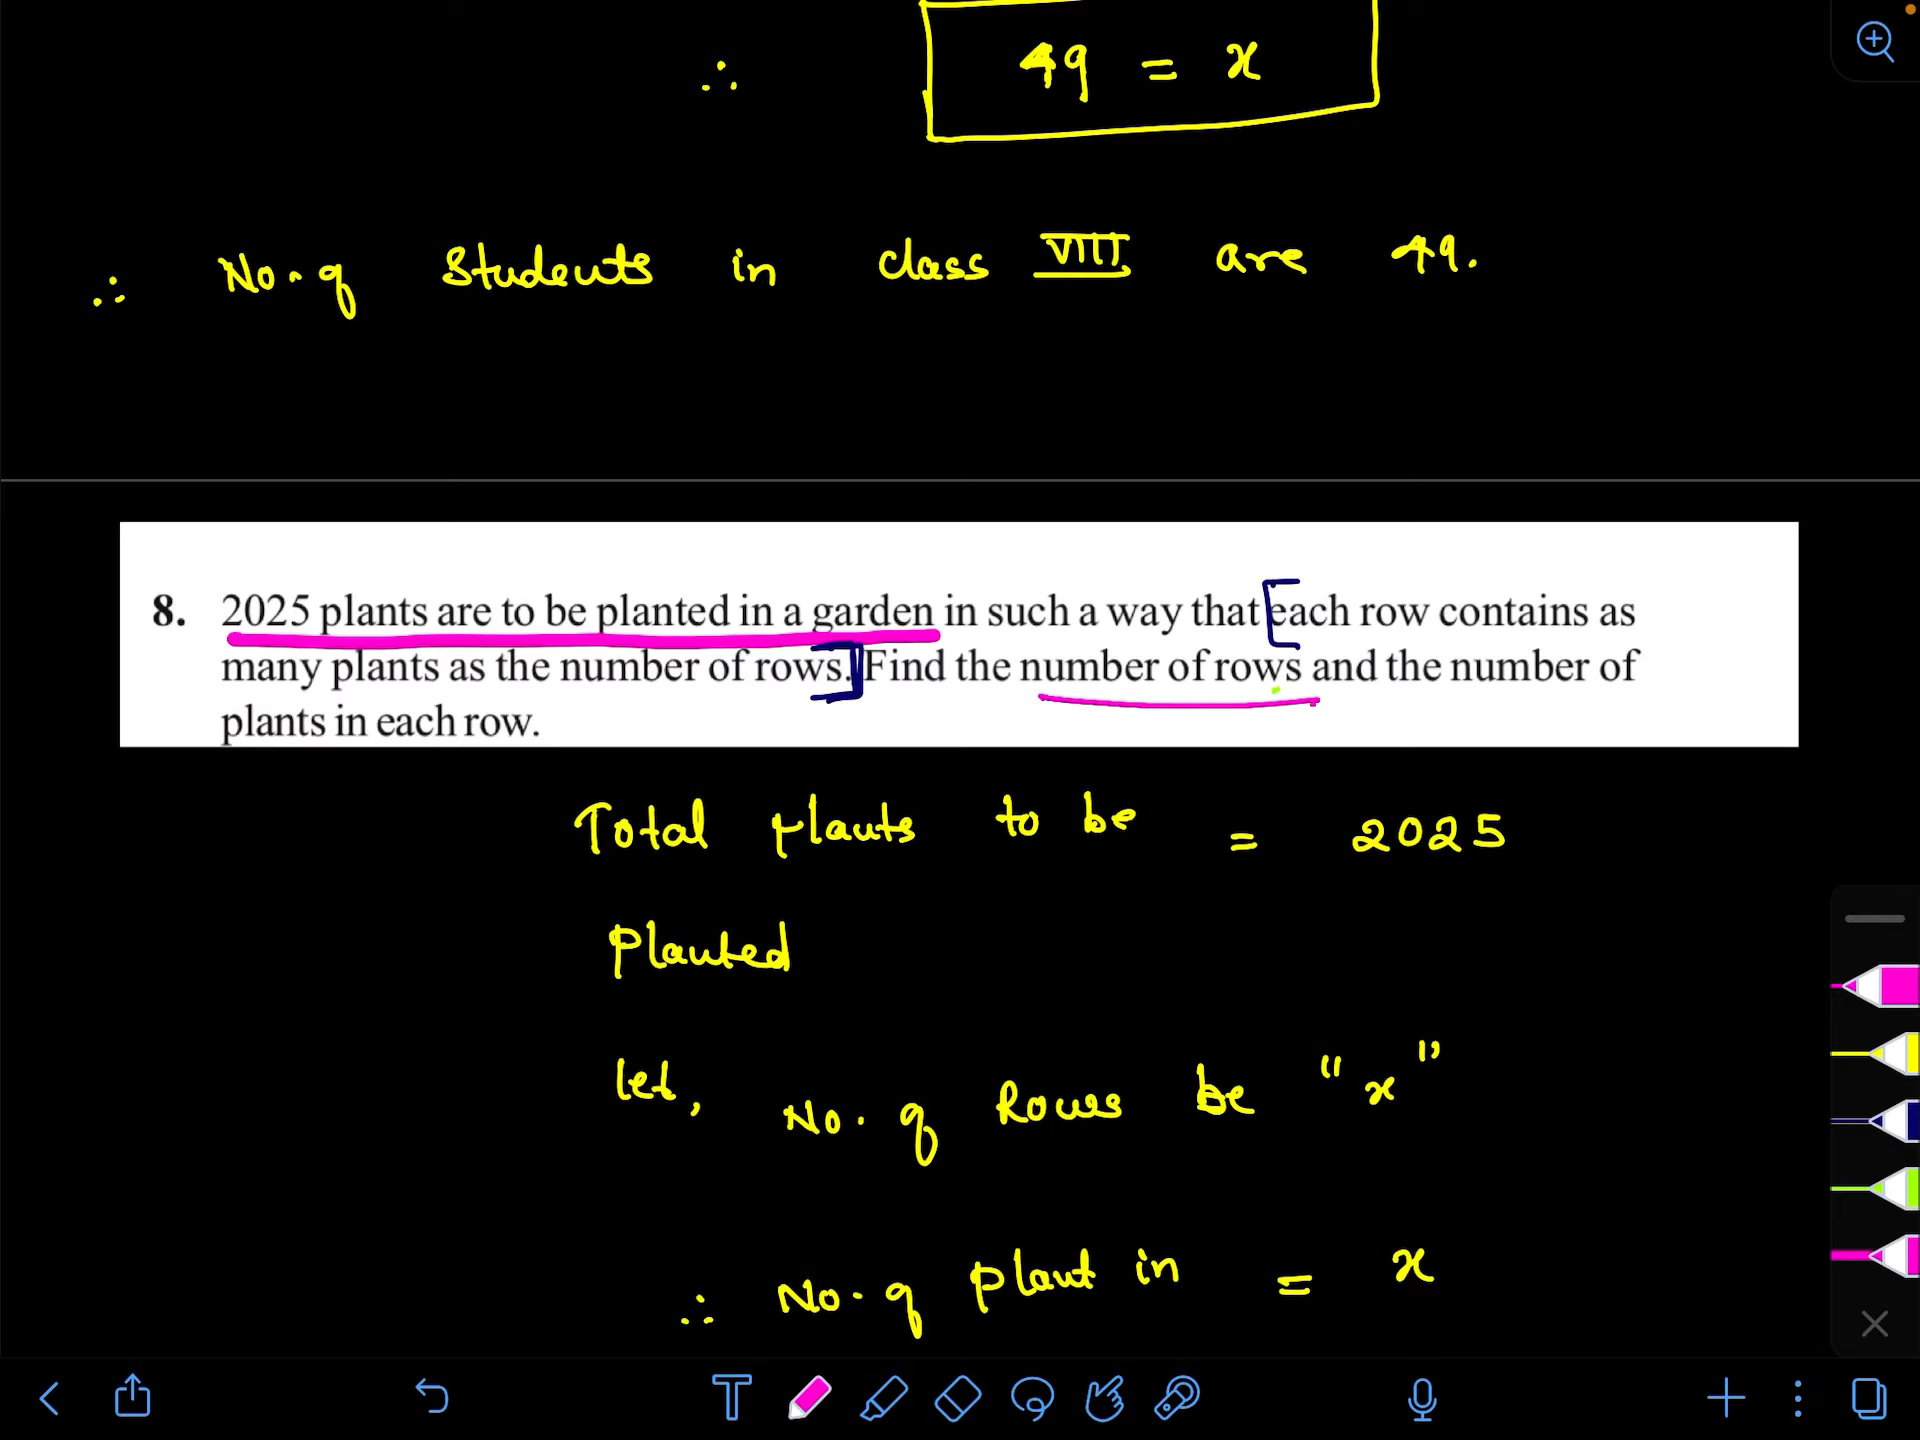 ∴ 49 = x
∴ No. of Students in class VIII are 49.
8. 2025 plants are to be planted in a garden in such a way that each row contains as
many plants as the number of rows. Find the number of rows and the number of
plants in each row.
Total plants to be = 2025
Planted
let, No. of Rows be "x"
∴ No. of plant in = x